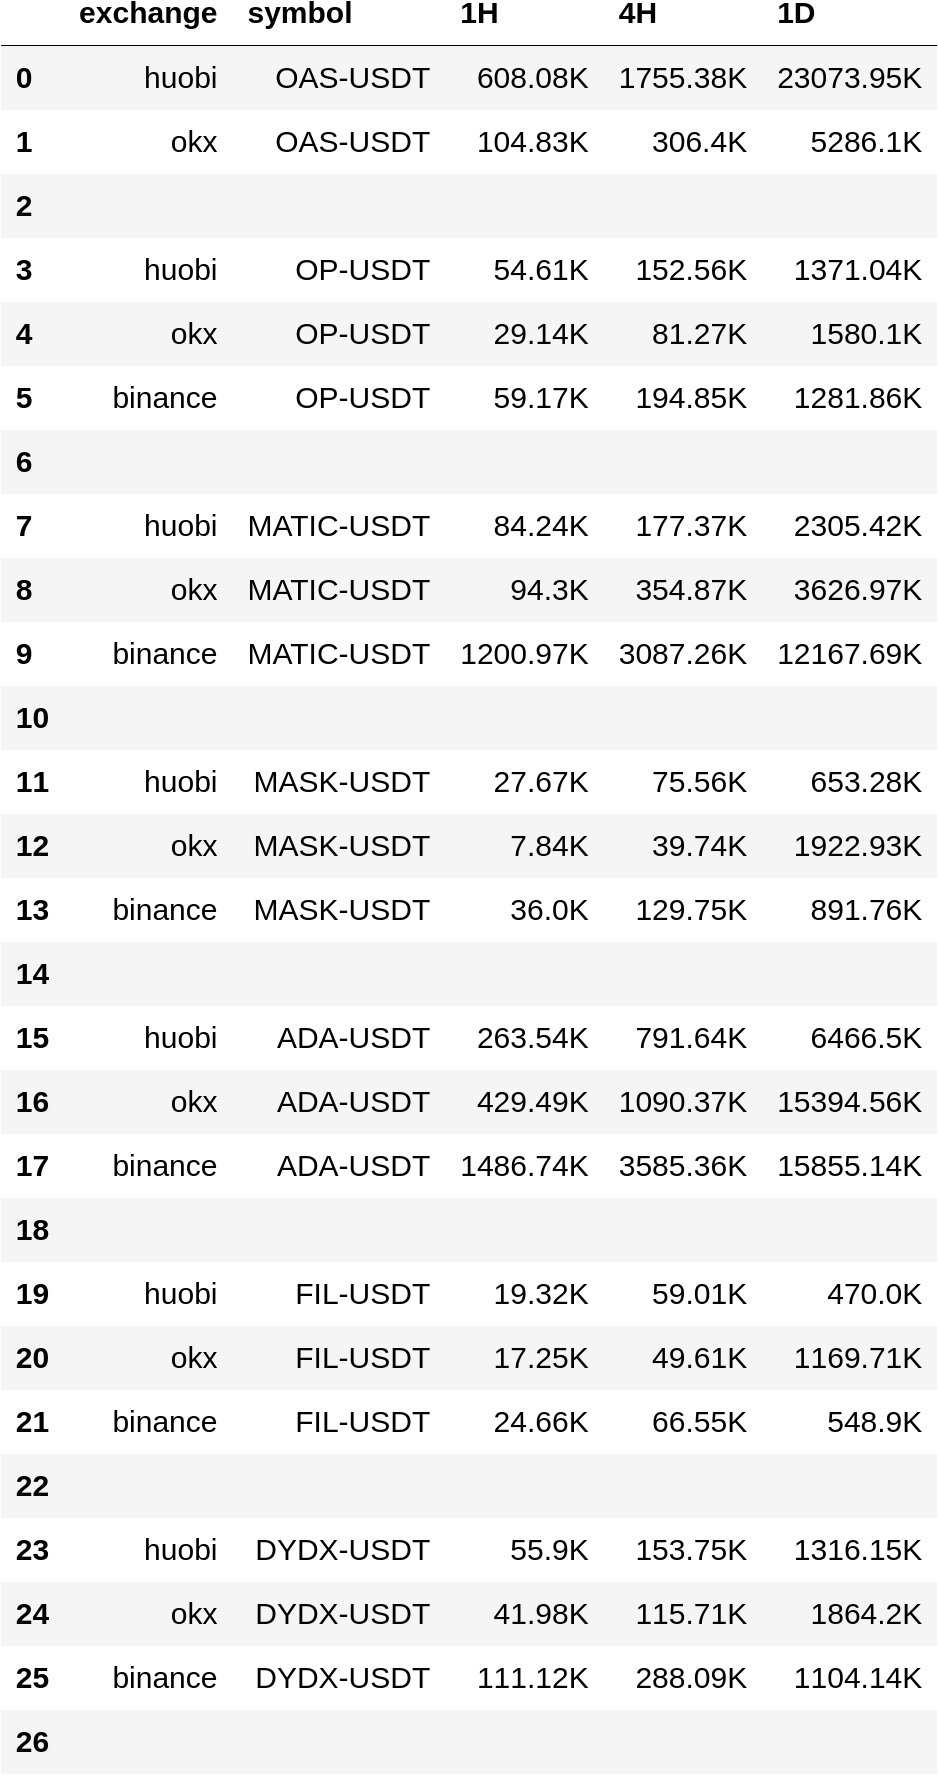 exchange symbol 1H 4H 1D
0 huobi OAS-USDT 608.08K 1755.38K 23073.95K
1 okx OAS-USDT 104.83K 306.4K 5286.1K
2
3 huobi OP-USDT 54.61K 152.56K 1371.04K
4 okx OP-USDT 29.14K 81.27K 1580.1K
5 binance OP-USDT 59.17K 194.85K 1281.86K
6
7 huobi MATIC-USDT 84.24K 177.37K 2305.42K
8 okx MATIC-USDT 94.3K 354.87K 3626.97K
9 binance MATIC-USDT 1200.97K 3087.26K 12167.69K
10
11 huobi MASK-USDT 27.67K 75.56K 653.28K
12 okx MASK-USDT 7.84K 39.74K 1922.93K
13 binance MASK-USDT 36.0K 129.75K 891.76K
14
15 huobi ADA-USDT 263.54K 791.64K 6466.5K
16 okx ADA-USDT 429.49K 1090.37K 15394.56K
17 binance ADA-USDT 1486.74K 3585.36K 15855.14K
18
19 huobi FIL-USDT 19.32K 59.01K 470.0K
20 okx FIL-USDT 17.25K 49.61K 1169.71K
21 binance FIL-USDT 24.66K 66.55K 548.9K
22
23 huobi DYDX-USDT 55.9K 153.75K 1316.15K
24 okx DYDX-USDT 41.98K 115.71K 1864.2K
25 binance DYDX-USDT 111.12K 288.09K 1104.14K
26